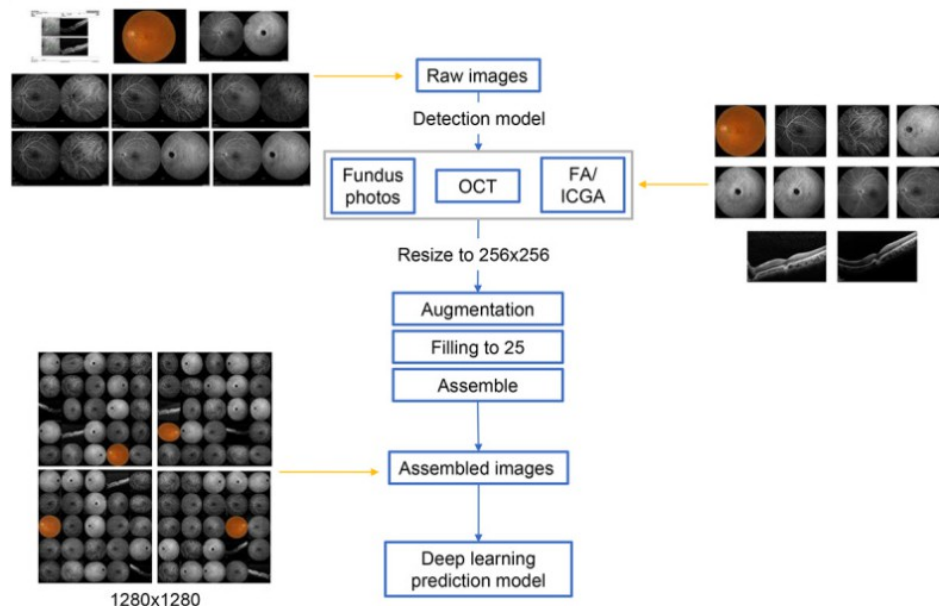 Raw images
Detection model
Fundus
photos
OCT
FA/
ICGA
Resize to 256x256
Augmentation
Filling to 25
Assemble
Assembled images
Deep learning
prediction model
1280x1280